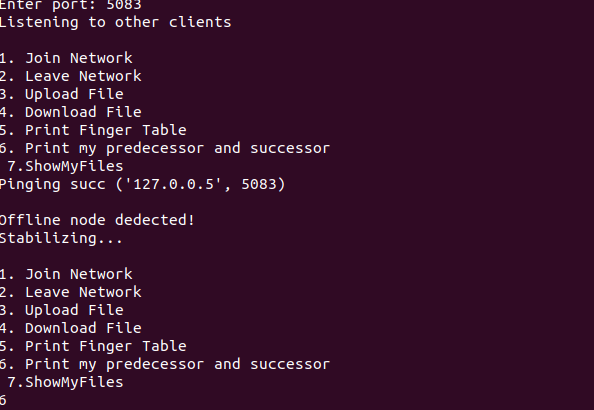 Enter port: 5083
Listening to other clients
1. Join Network
2. Leave Network
3. Upload File
4. Download File
5. Print Finger Table
6. Print my predecessor and successor
7.ShowMyFiles
Pinging succ ('127.0.0.5', 5083)
Offline node dedected!
Stabilizing...
1. Join Network
2. Leave Network
3. Upload File
4. Download File
5. Print Finger Table
6. Print my predecessor and successor
7.ShowMyFiles
6